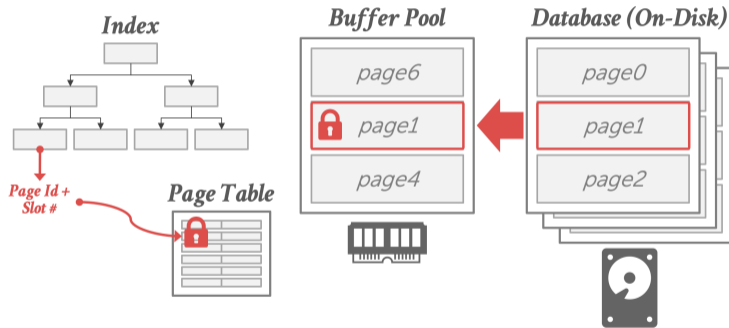 Index
Page Id +
Slot #
Page Table
Buffer Pool
page6
page1
page4
Database (On-Disk)
page0
page1
page2